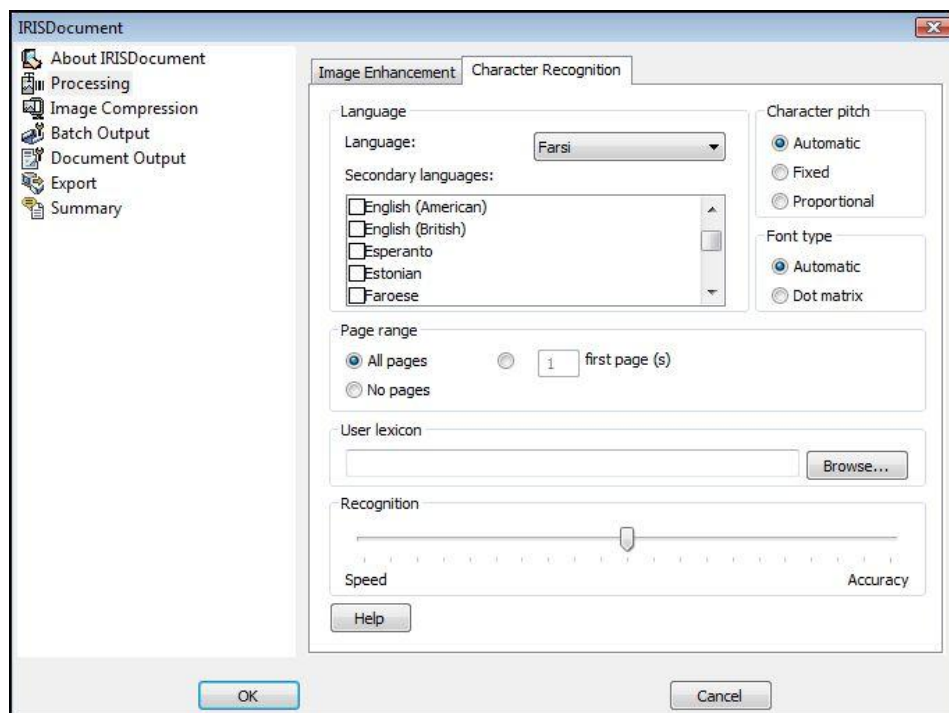 IRISDocument
About IRISDocument
Processing
Image Compression
Batch Output
Document Output
Export
Summary
Image Enhancement
Character Recognition
Language
Language:
Farsi
Secondary languages:
English (American)
English (British)
Esperanto
Estonian
Faroese
Character pitch
Automatic
Fixed
Proportional
Font type
Automatic
Dot matrix
Page range
All pages
1 first page (s)
No pages
User lexicon
Browse...
Recognition
Speed
Accuracy
Help
OK
Cancel